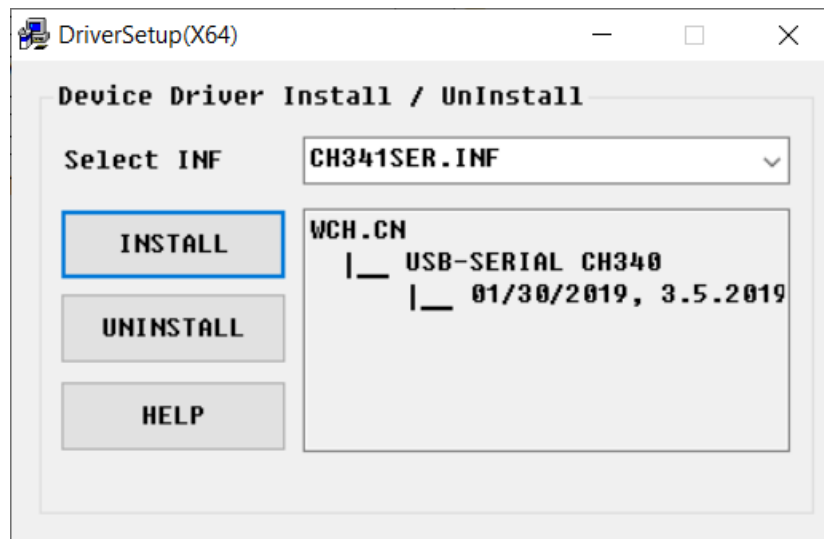 DriverSetup(X64)
Device Driver Install / UnInstall
Select INF
CH341SER.INF
INSTALL
WCH.CN
|__ USB-SERIAL CH340
|__ 01/30/2019, 3.5.2019
UNINSTALL
HELP